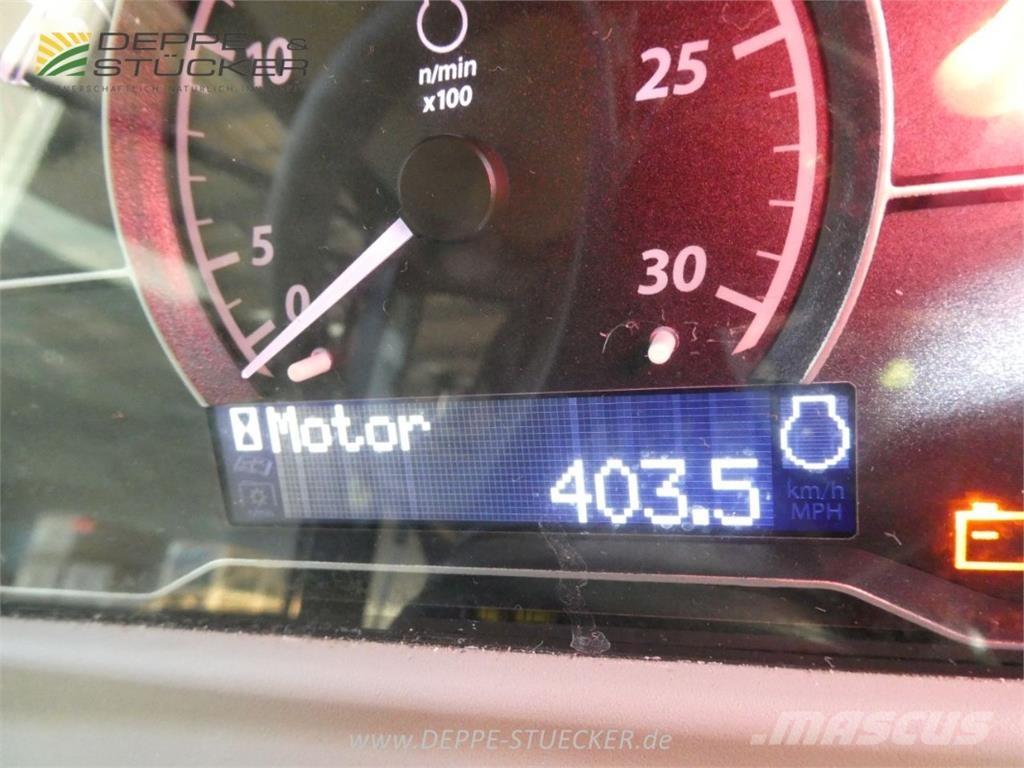 DEPPE &
STÜCKER
10
n/min
x100
25
5
0
30
Motor
403.5
km/h
MPH
www.DEPPE-STUECKER.de
MASCUS